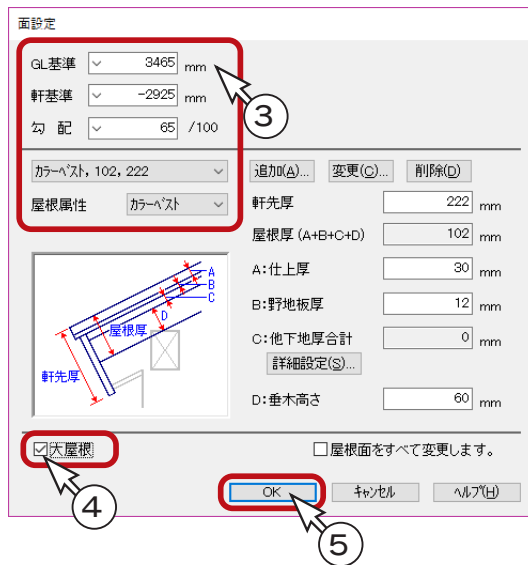 面設定
GL基準 3465 mm
軒基準 -2925 mm
勾 配 65 /100
③
カラーベスト, 102, 222
追加(A)... 変更(C)... 削除(D)
屋根属性 カラーベスト
軒先厚 222 mm
屋根厚 (A+B+C+D) 102 mm
A:仕上厚 30 mm
B:野地板厚 12 mm
C:他下地厚合計 0 mm
詳細設定(S)...
D:垂木高さ 60 mm
A
B
C
D
屋根厚
軒先厚
大屋根
屋根面をすべて変更します。
④
OK キャンセル ヘルプ(H)
⑤